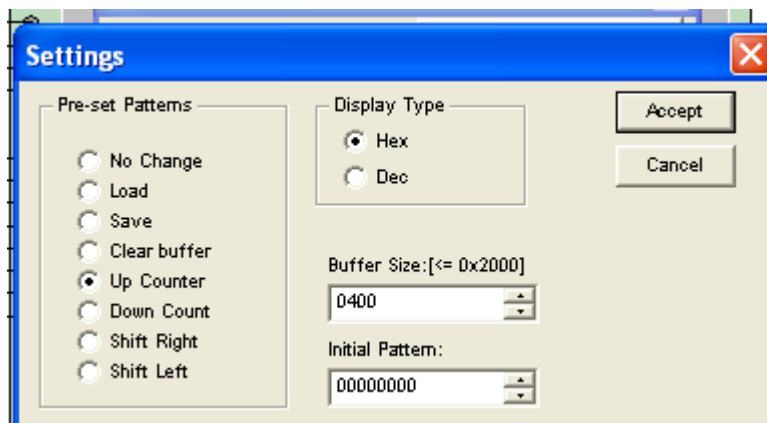 Settings
Pre-set Patterns
No Change
Load
Save
Clear buffer
Up Counter
Down Count
Shift Right
Shift Left
Display Type
Hex
Dec
Buffer Size:[<= 0x2000]
0400
Initial Pattern:
00000000
Accept
Cancel